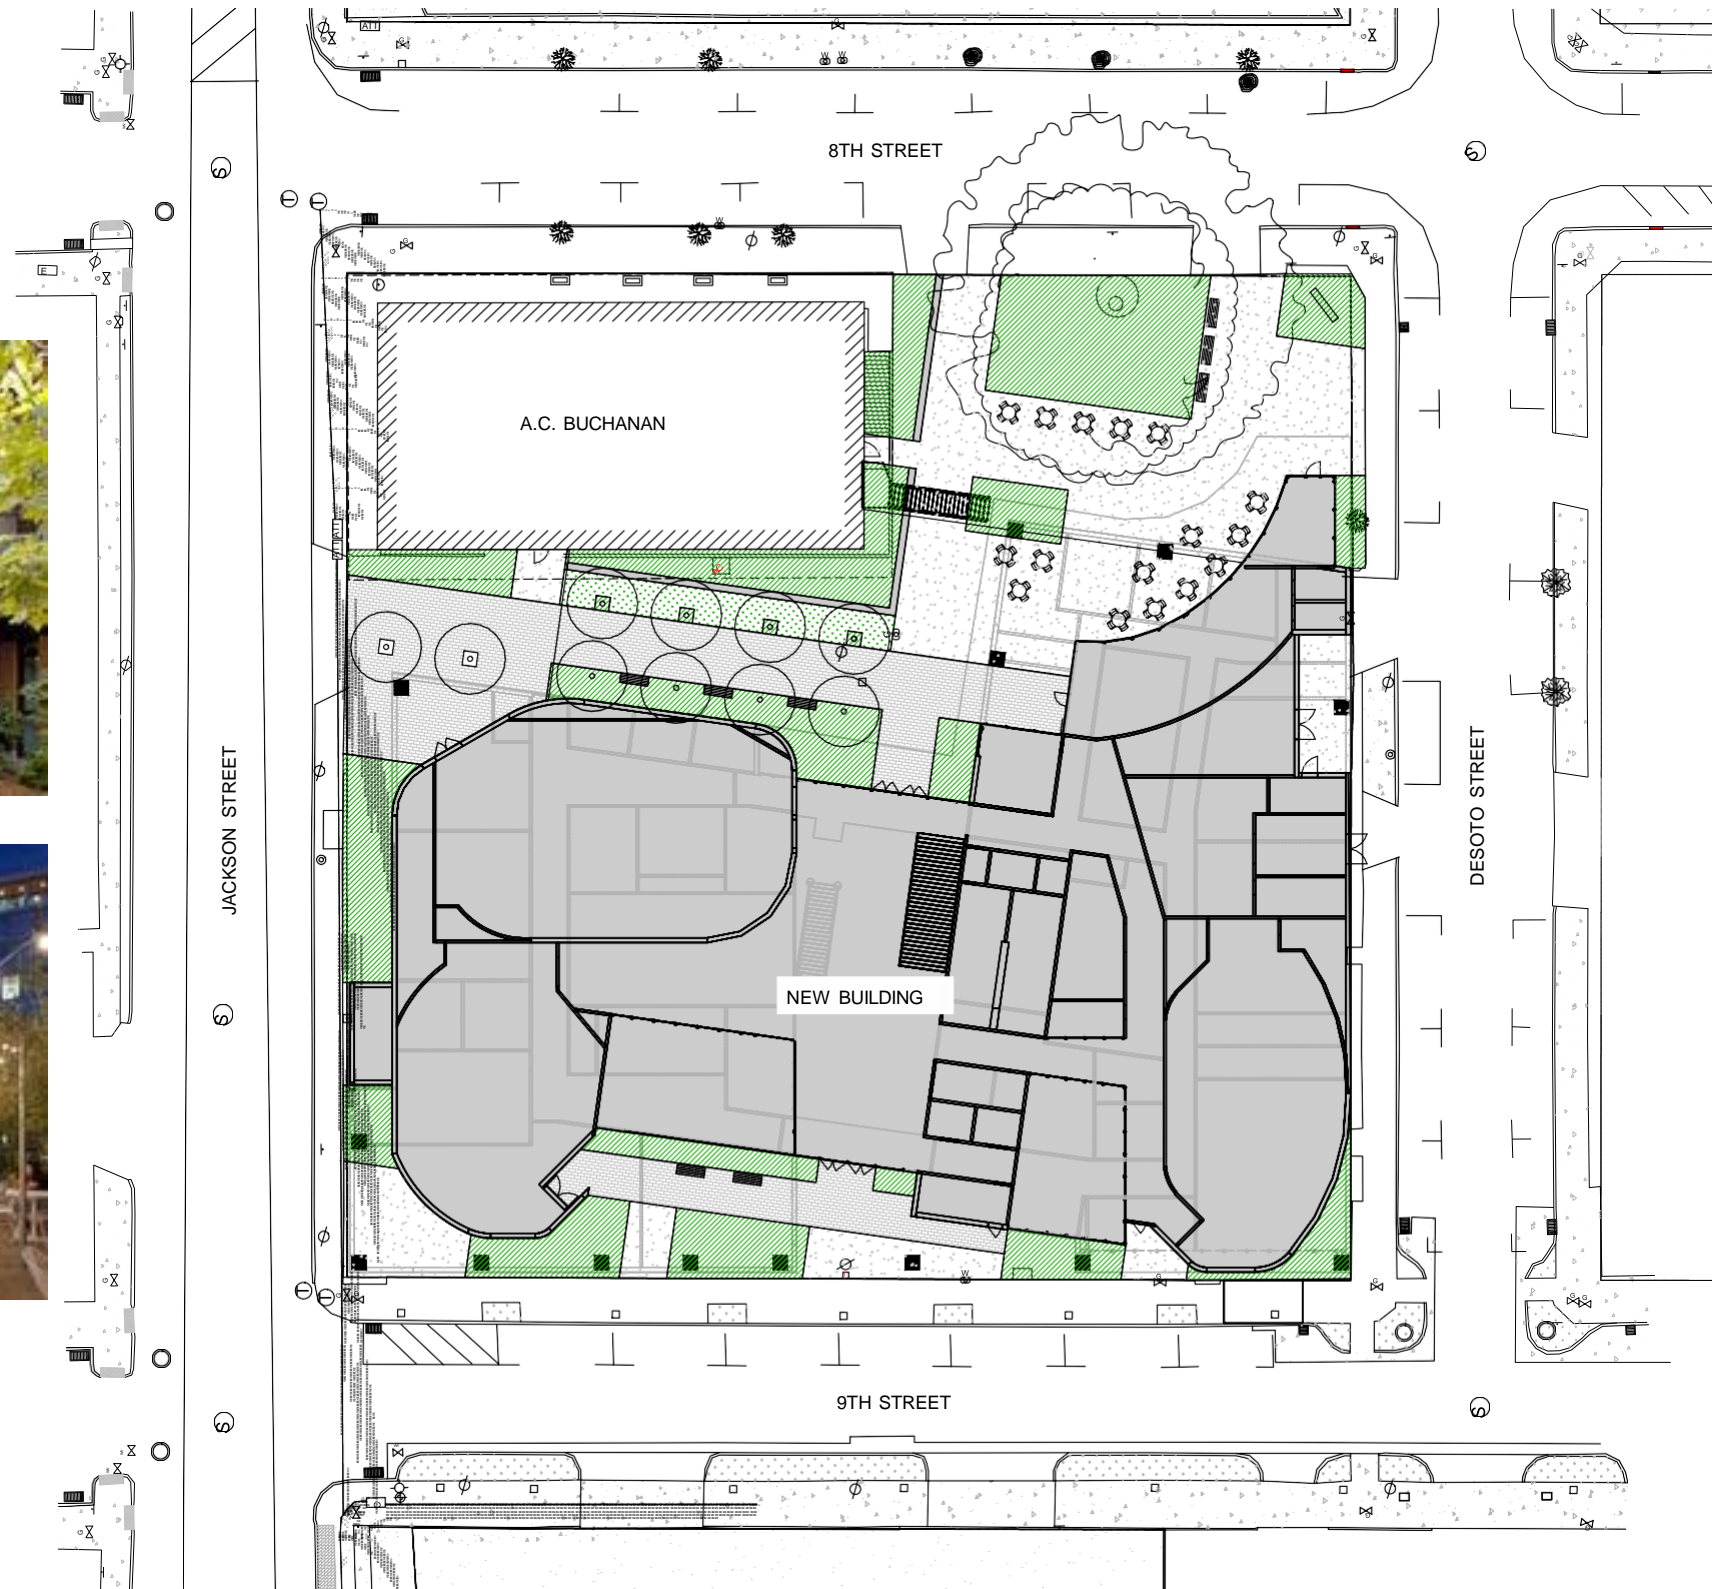 8TH STREET
A.C. BUCHANAN
JACKSON STREET
DESOTO STREET
NEW BUILDING
9TH STREET